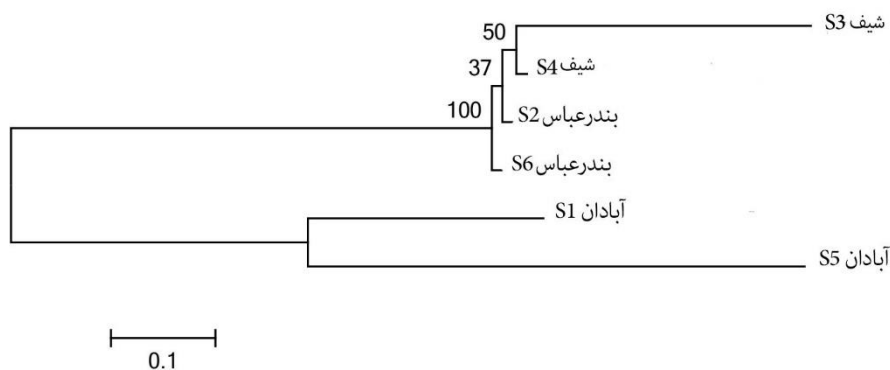 50
شیف S3
37
شیف S4
100
بندرعباس S2
بندرعباس S6
آبادان S1
آبادان S5
0.1